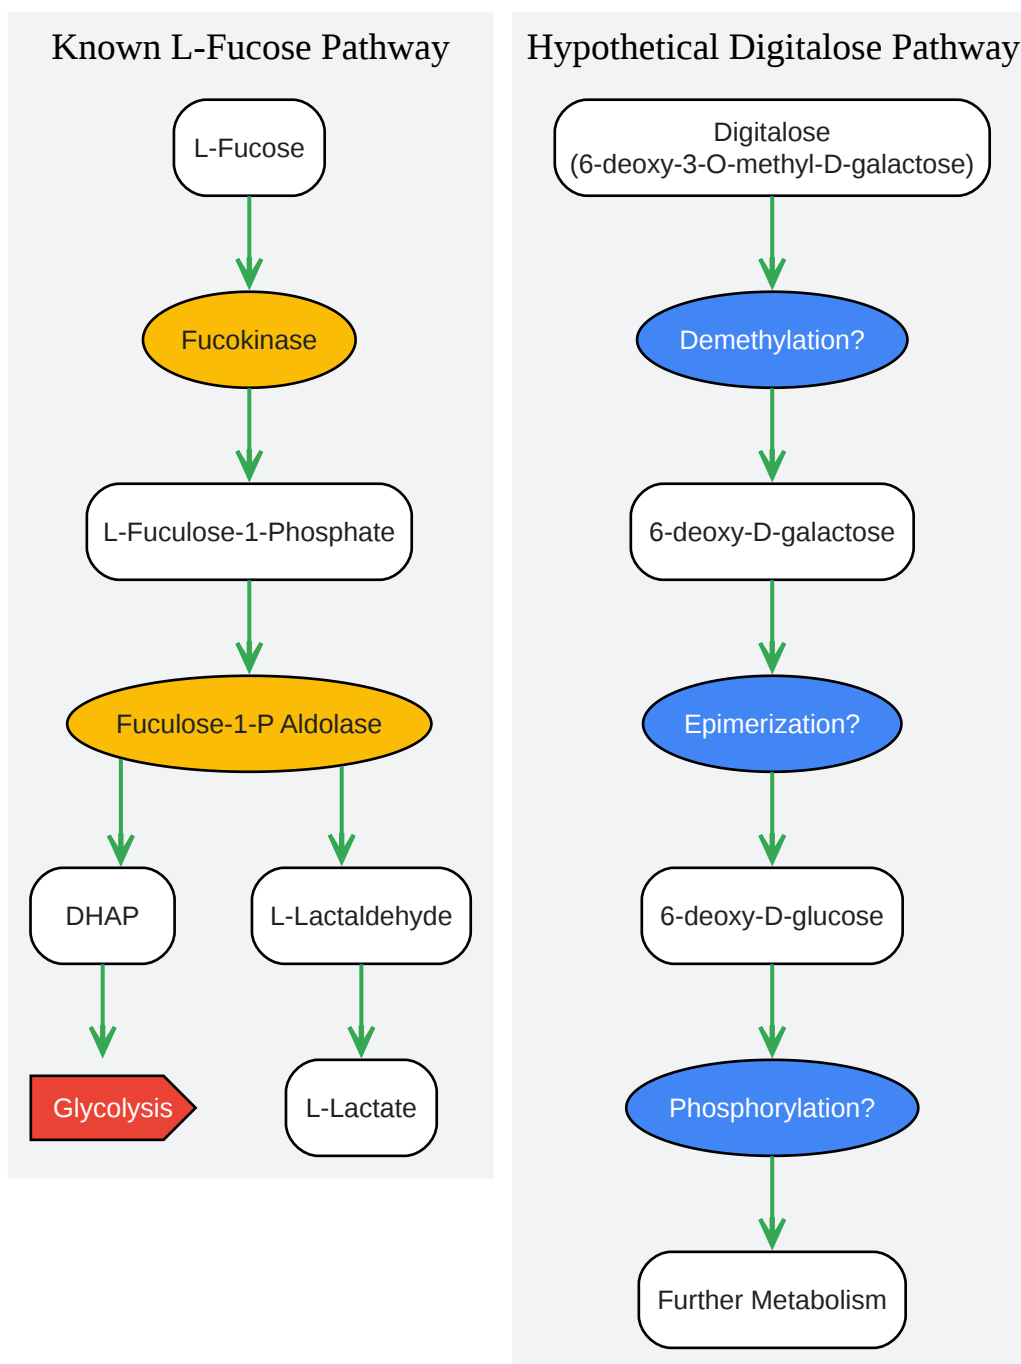 Known L-Fucose Pathway
L-Fucose
Fucokinase
L-Fuculose-1-Phosphate
Fuculose-1-P Aldolase
DHAP
L-Lactaldehyde
Glycolysis
L-Lactate
Hypothetical Digitalose Pathway
Digitalose
(6-deoxy-3-O-methyl-D-galactose)
Demethylation?
6-deoxy-D-galactose
Epimerization?
6-deoxy-D-glucose
Phosphorylation?
Further Metabolism